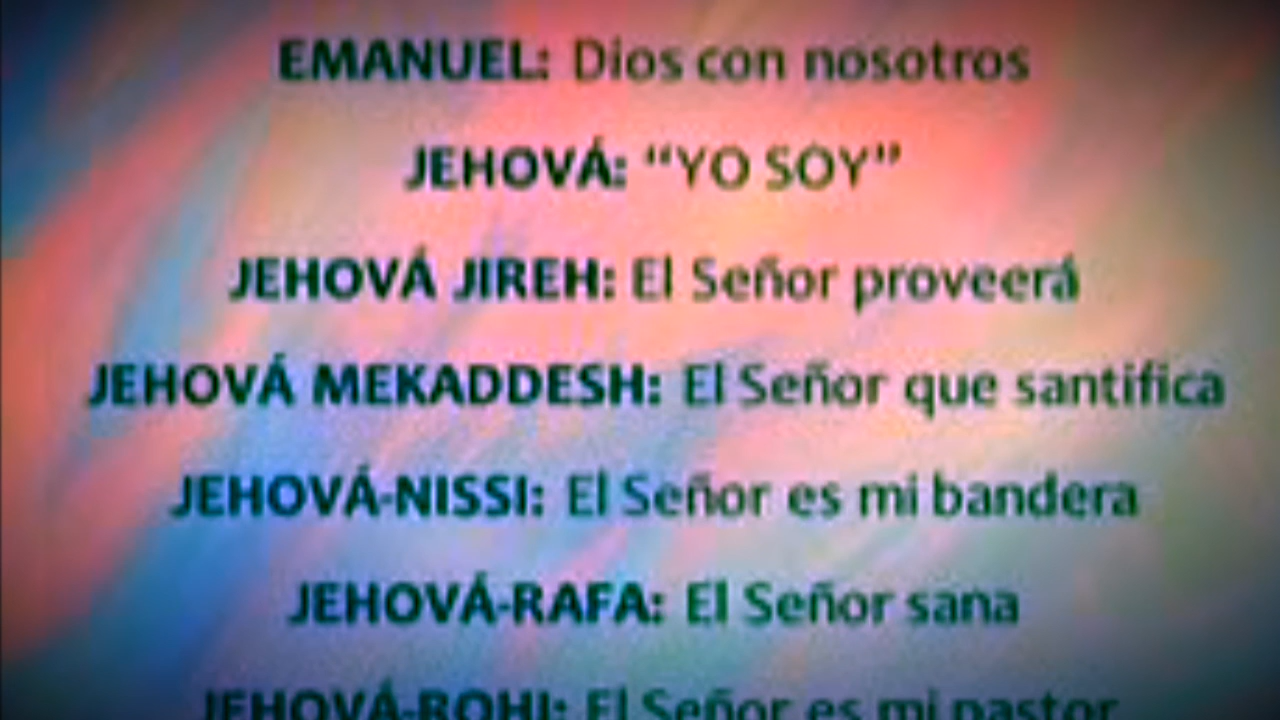 EMANUEL: Dios con nosotros
JEHOVÁ: “YO SOY”
JEHOVÁ JIREH: El Señor proveerá
JEHOVÁ MEKADDESH: El Señor que santifica
JEHOVÁ-NISSI: El Señor es mi bandera
JEHOVÁ-RAFA: El Señor sana
JEHOVÁ-ROHI: El Señor es mi pastor